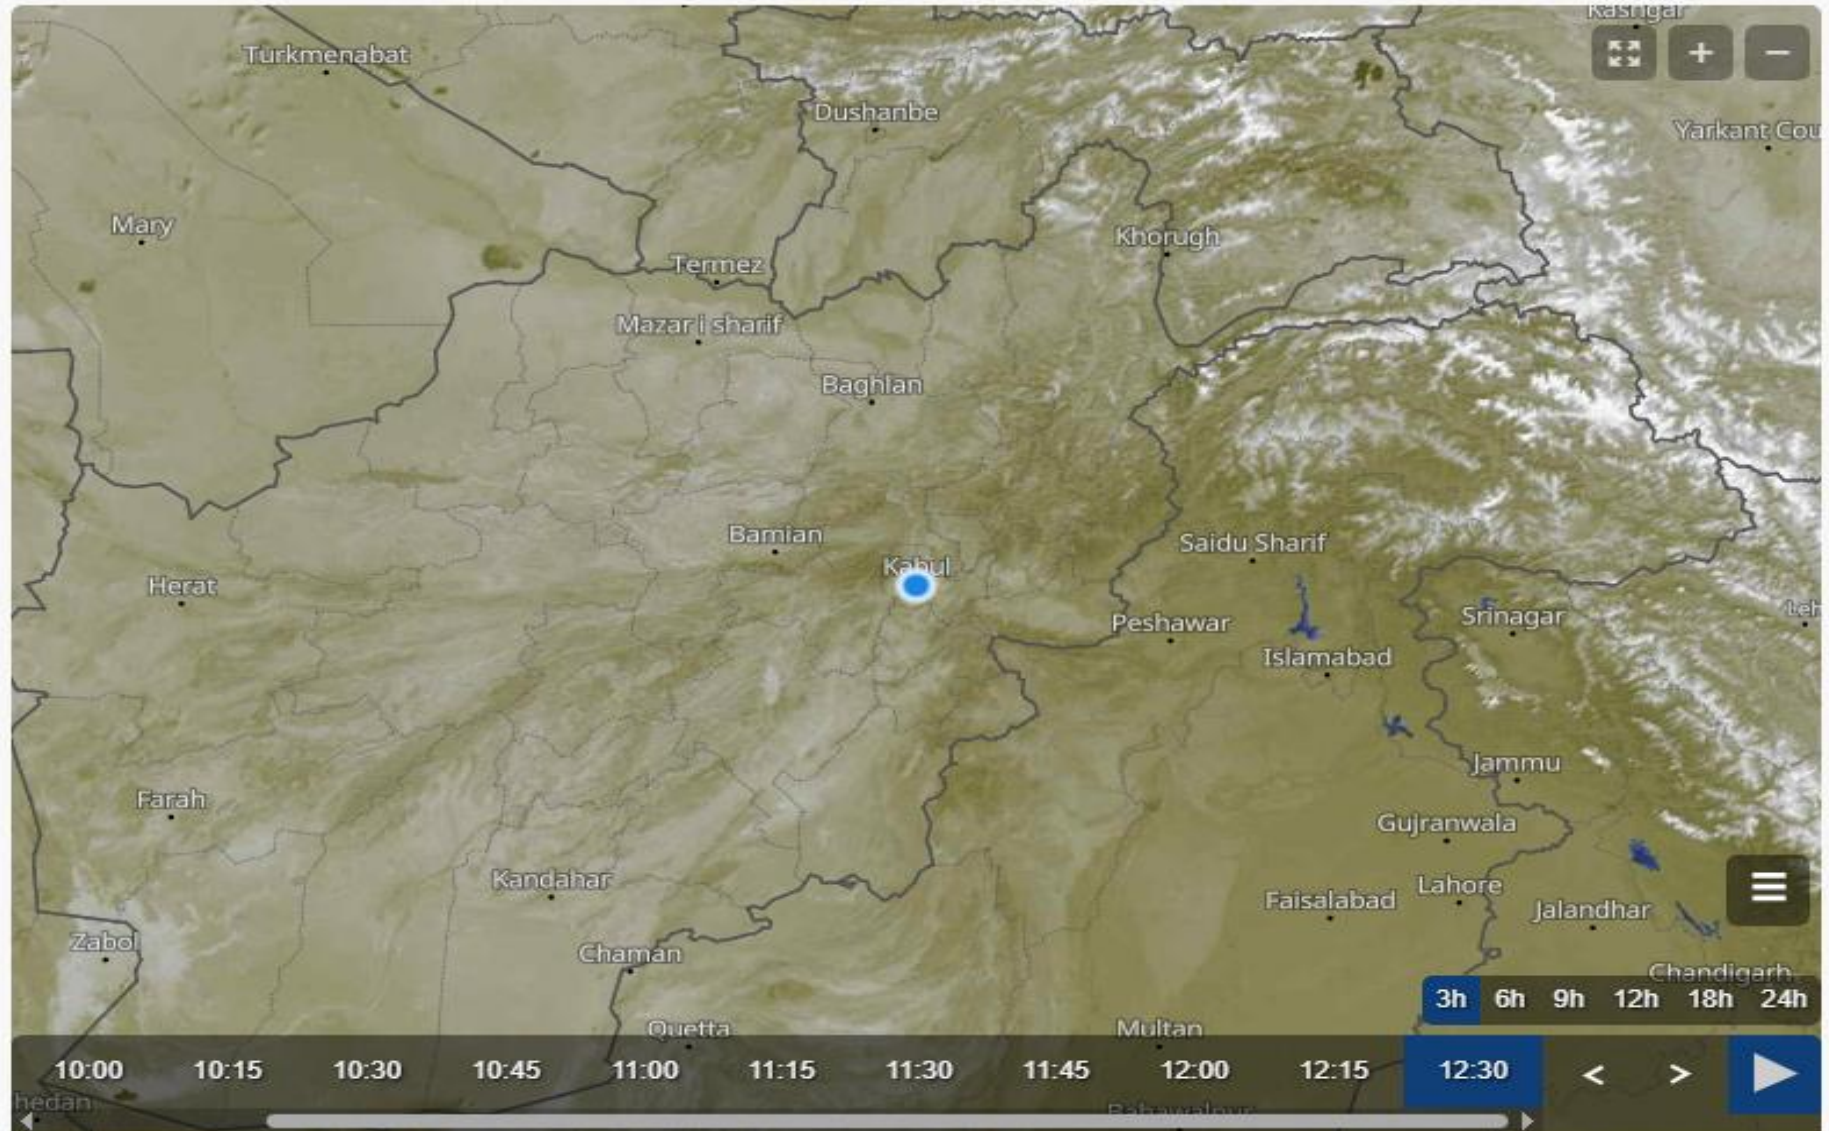 Kashgar
Turkmenabat
Dushanbe
Yarkant Cou
Mary
Khorugh
Termez
Mazar i sharif
Baghlan
Bamian
Saidu Sharif
Kabul
Herat
Leh
Srinagar
Peshawar
Islamabad
Jammu
Farah
Gujranwala
Kandahar
Lahore
Faisalabad
Jalandhar
Zabol
Chaman
Chandigarh
3h 6h 9h 12h 18h 24h
Quetta
Multan
10:00 10:15 10:30 10:45 11:00 11:15 11:30 11:45 12:00 12:15 12:30 < >
hedan
Bahawalpur